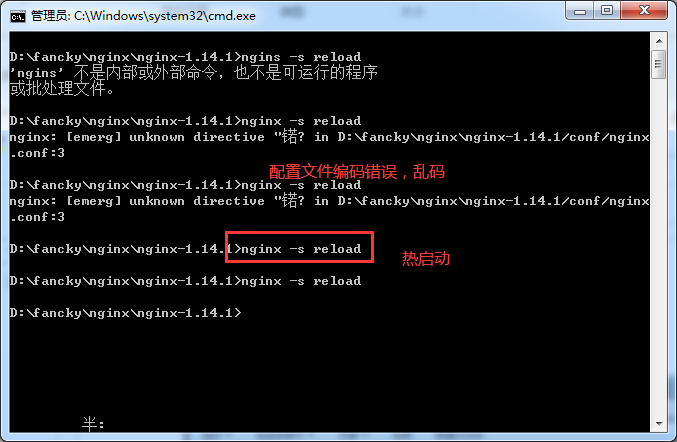 管理员: C:\Windows\system32\cmd.exe
D:\fancky\nginx\nginx-1.14.1>ngins -s reload
'ngins' 不是内部或外部命令，也不是可运行的程序
或批处理文件。
D:\fancky\nginx\nginx-1.14.1>nginx -s reload
nginx: [emerg] unknown directive "锘? in D:\fancky\nginx\nginx-1.14.1/conf/nginx
.conf:3
配置文件编码错误，乱码
D:\fancky\nginx\nginx-1.14.1>nginx -s reload
nginx: [emerg] unknown directive "锘? in D:\fancky\nginx\nginx-1.14.1/conf/nginx
.conf:3
D:\fancky\nginx\nginx-1.14.1>nginx -s reload
热启动
D:\fancky\nginx\nginx-1.14.1>nginx -s reload
D:\fancky\nginx\nginx-1.14.1>
半: